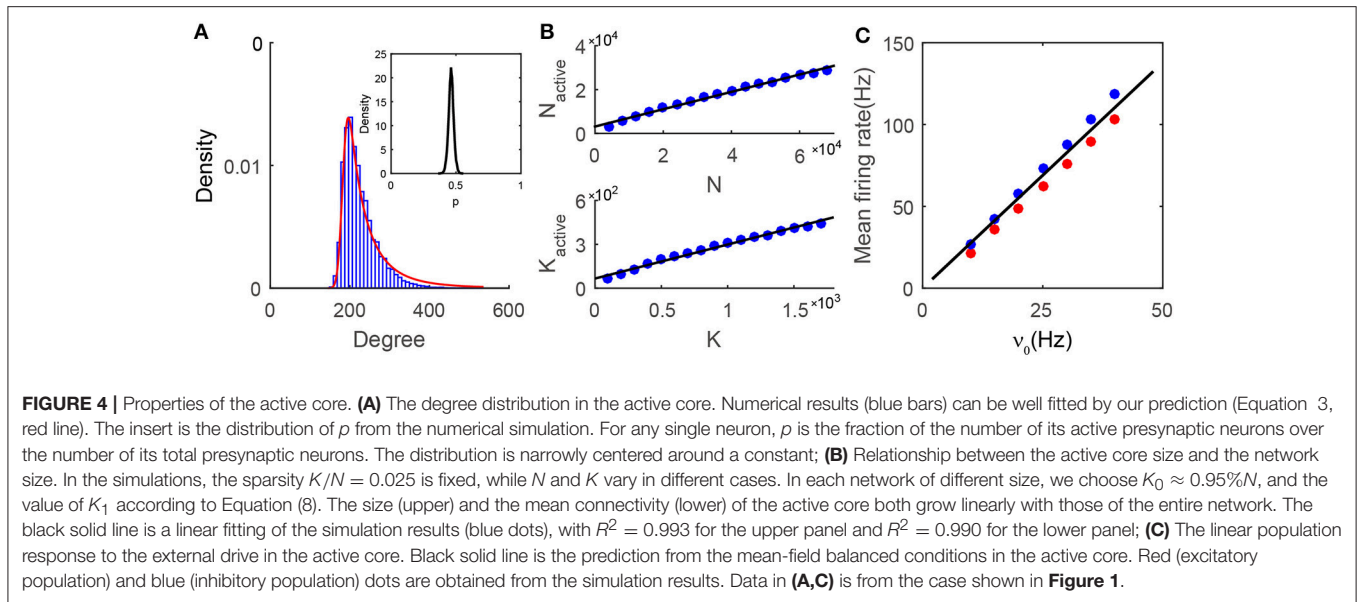 A
0
0.01
0
Density
0
200
400
600
Degree
25
20
15
10
5
0
Density
0
0.5
1
p
B
×10⁴
4
2
0
N_active
0
2
4
6
×10⁴
N
×10²
6
3
0
K_active
0
0.5
1
1.5
×10³
K
C
150
100
50
0
Mean firing rate(Hz)
0
25
50
ν₀(Hz)
FIGURE 4 | Properties of the active core. (A) The degree distribution in the active core. Numerical results (blue bars) can be well fitted by our prediction (Equation 3,
red line). The insert is the distribution of p from the numerical simulation. For any single neuron, p is the fraction of the number of its active presynaptic neurons over
the number of its total presynaptic neurons. The distribution is narrowly centered around a constant; (B) Relationship between the active core size and the network
size. In the simulations, the sparsity K/N = 0.025 is fixed, while N and K vary in different cases. In each network of different size, we choose K₀ ≈ 0.95%N, and the
value of K₁ according to Equation (8). The size (upper) and the mean connectivity (lower) of the active core both grow linearly with those of the entire network. The
black solid line is a linear fitting of the simulation results (blue dots), with R² = 0.993 for the upper panel and R² = 0.990 for the lower panel; (C) The linear population
response to the external drive in the active core. Black solid line is the prediction from the mean-field balanced conditions in the active core. Red (excitatory
population) and blue (inhibitory population) dots are obtained from the simulation results. Data in (A,C) is from the case shown in Figure 1.